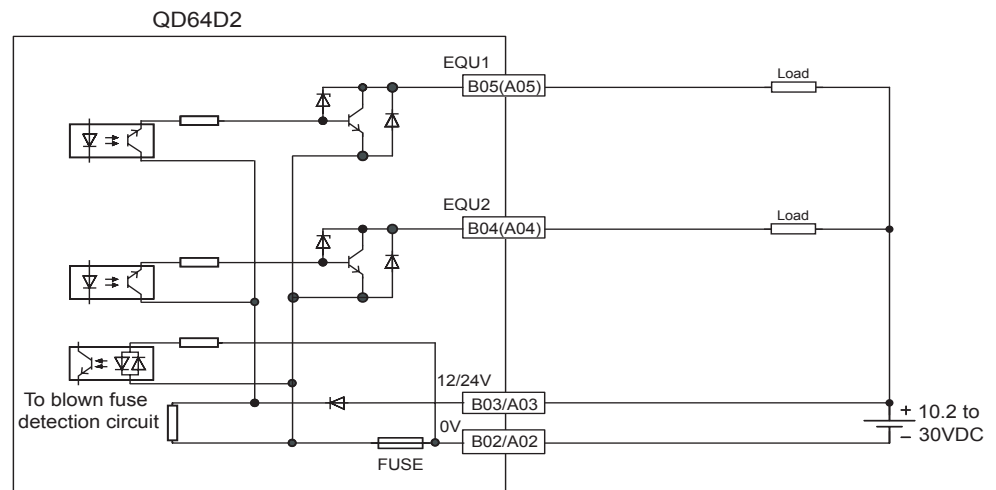 QD64D2
EQU1
B05(A05)
Load
EQU2
B04(A04)
Load
12/24V
To blown fuse
detection circuit
B03/A03
+ 10.2 to
0V
− 30VDC
B02/A02
FUSE